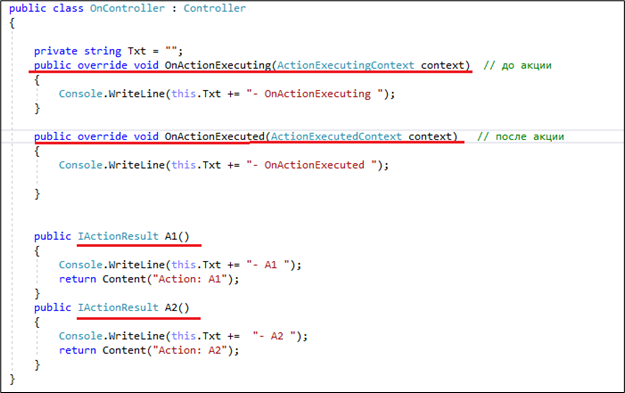 public class OnController : Controller
{
private string Txt = "";
public override void OnActionExecuting(ActionExecutingContext context) // до акции
{
Console.WriteLine(this.Txt += "- OnActionExecuting ");
}
public override void OnActionExecuted(ActionExecutedContext context) // после акции
{
Console.WriteLine(this.Txt += "- OnActionExecuted ");
}
public IActionResult A1()
{
Console.WriteLine(this.Txt += "- A1 ");
return Content("Action: A1");
}
public IActionResult A2()
{
Console.WriteLine(this.Txt += "- A2 ");
return Content("Action: A2");
}
}